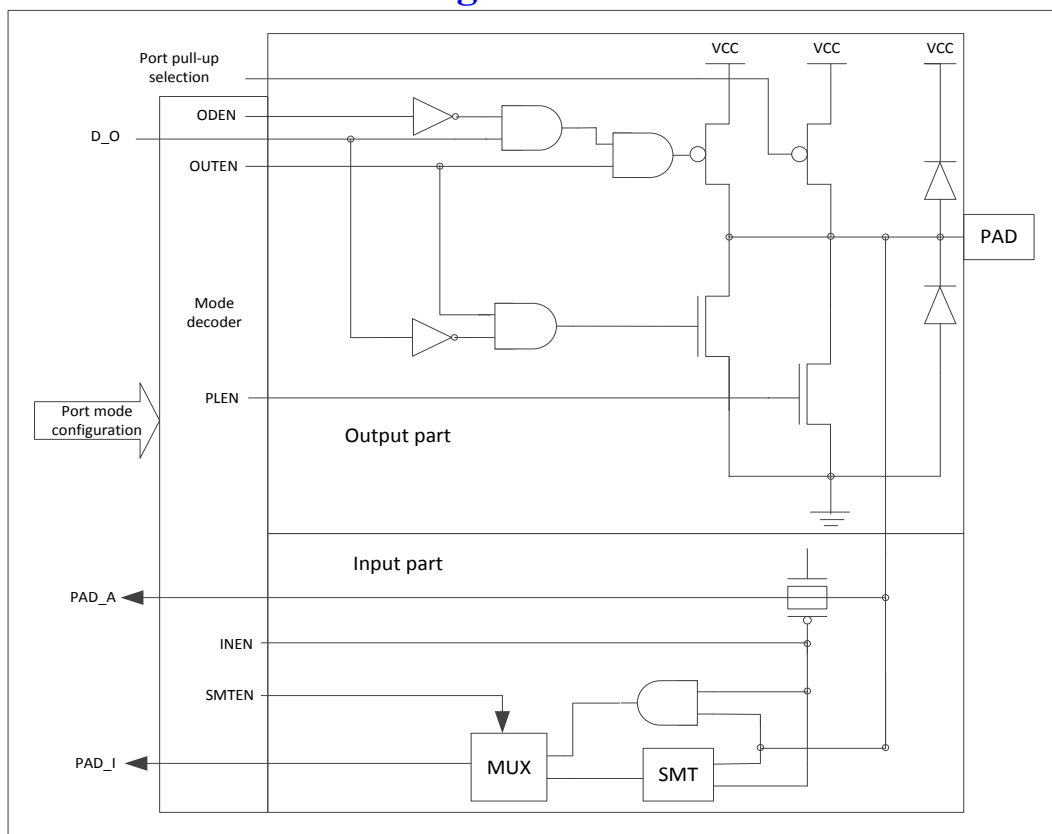 g
VCC
VCC
VCC
Port pull-up
selection
ODEN
D_O
OUTEN
PAD
Mode
decoder
PLEN
Port mode
configuration
Output part
Input part
PAD_A
INEN
SMTEN
PAD_I
MUX
SMT